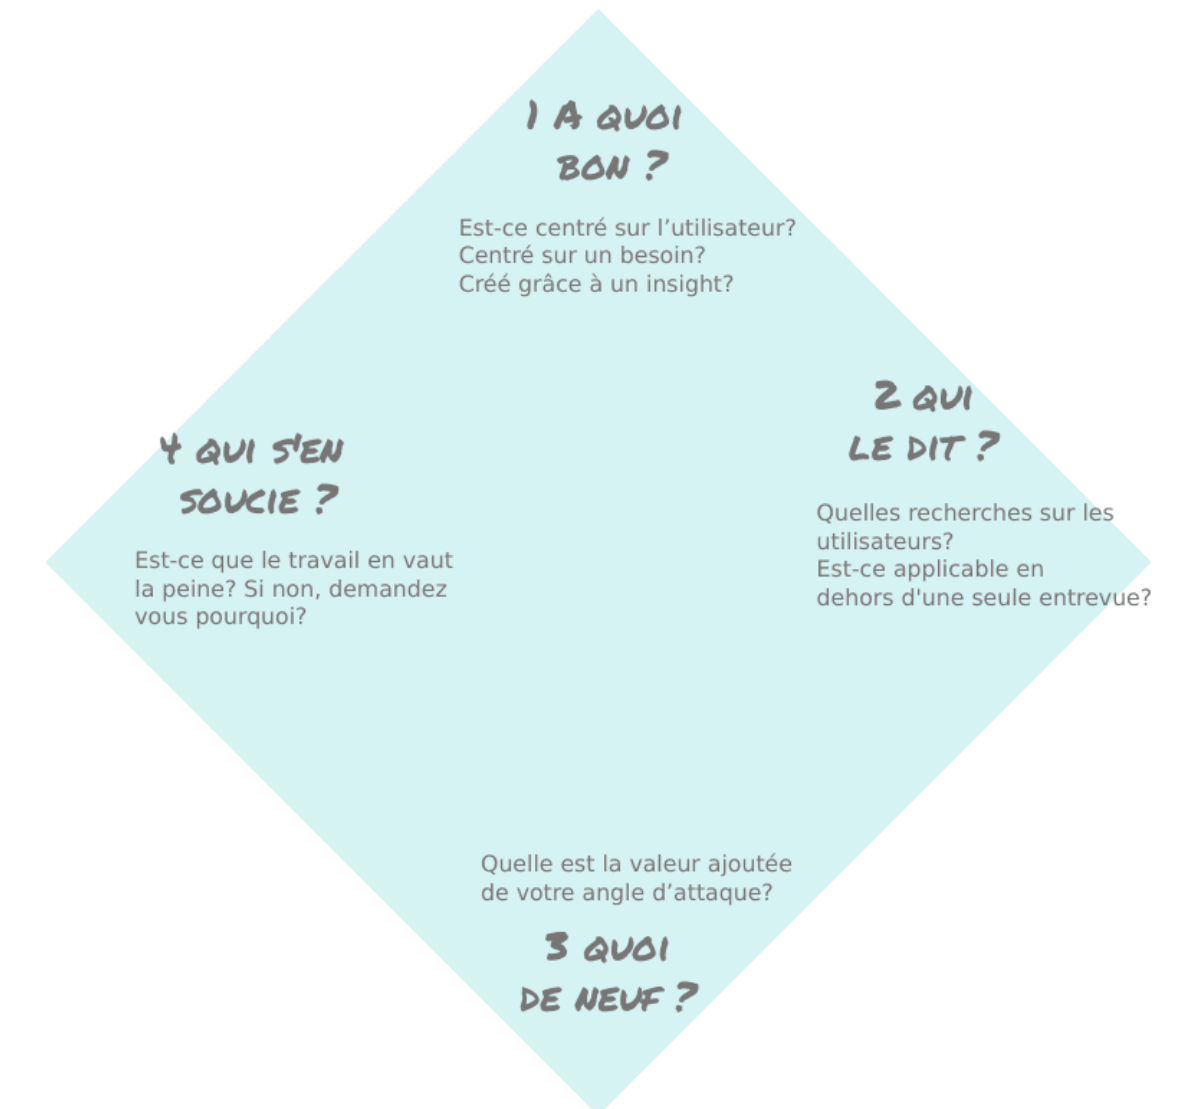 1 A QUOI
BON ?
Est-ce centré sur l’utilisateur?
Centré sur un besoin?
Créé grâce à un insight?
2 QUI
LE DIT ?
Quelles recherches sur les
utilisateurs?
Est-ce applicable en
dehors d'une seule entrevue?
4 QUI S'EN
SOUCIE ?
Est-ce que le travail en vaut
la peine? Si non, demandez
vous pourquoi?
Quelle est la valeur ajoutée
de votre angle d’attaque?
3 QUOI
DE NEUF ?